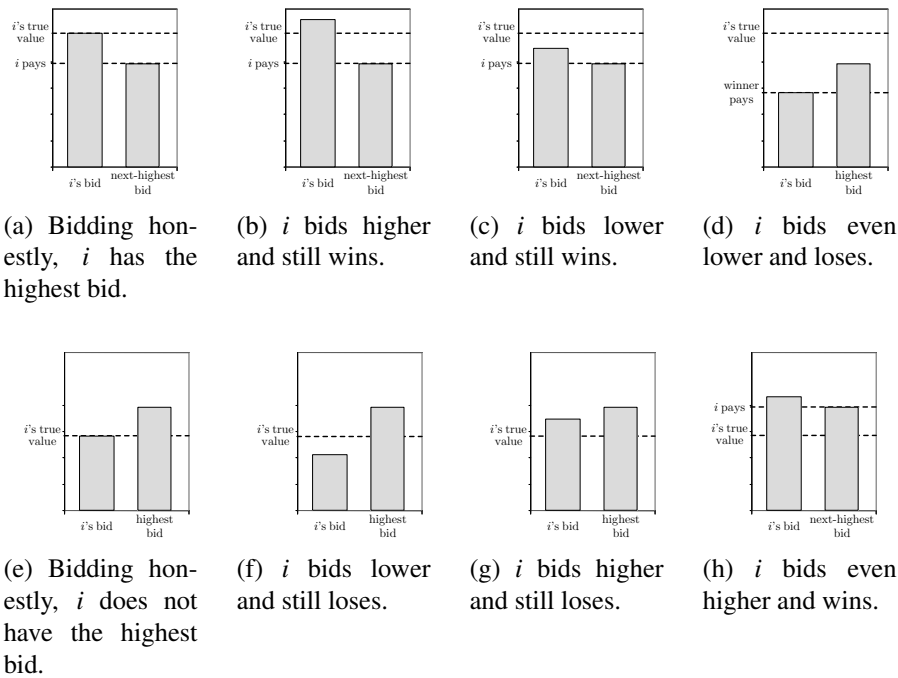 i's true
value
i pays
i's bid
next-highest
bid
(a) Bidding hon-
estly, i has the
highest bid.
i's true
value
i pays
i's bid
next-highest
bid
(b) i bids higher
and still wins.
i's true
value
i pays
i's bid
next-highest
bid
(c) i bids lower
and still wins.
i's true
value
winner
pays
i's bid
highest
bid
(d) i bids even
lower and loses.
i's true
value
i's bid
highest
bid
(e) Bidding hon-
estly, i does not
have the highest
bid.
i's true
value
i's bid
highest
bid
(f) i bids lower
and still loses.
i's true
value
i's bid
highest
bid
(g) i bids higher
and still loses.
i pays
i's true
value
i's bid
next-highest
bid
(h) i bids even
higher and wins.